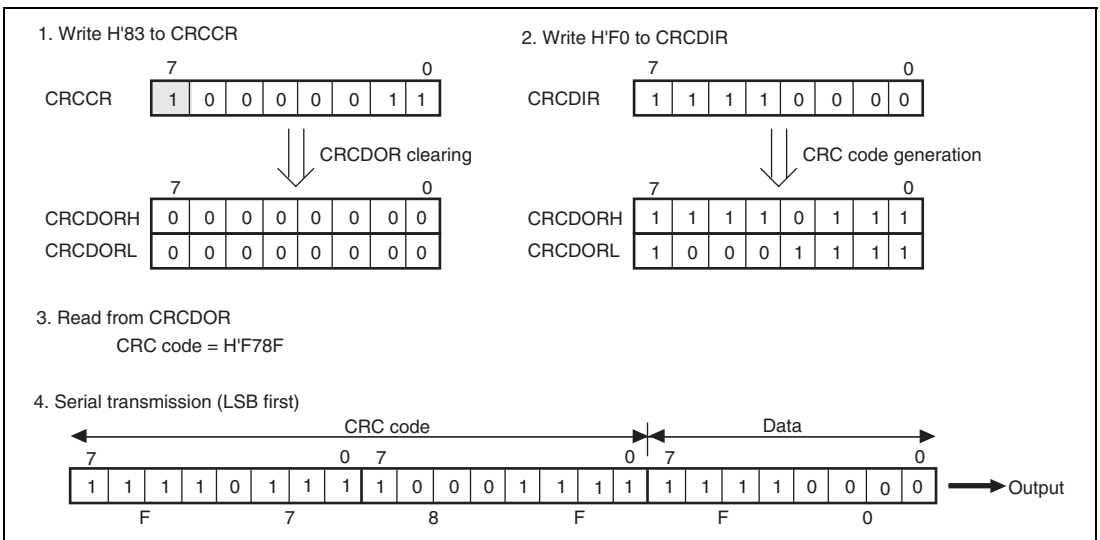 1. Write H'83 to CRCCR
7 0
CRCCR 1 0 0 0 0 0 1 1
CRCDOR clearing
7 0
CRCDORH 0 0 0 0 0 0 0 0
CRCDORL 0 0 0 0 0 0 0 0
2. Write H'F0 to CRCDIR
7 0
CRCDIR 1 1 1 1 0 0 0 0
CRC code generation
7 0
CRCDORH 1 1 1 1 0 1 1 1
CRCDORL 1 0 0 0 1 1 1 1
3. Read from CRCDOR
CRC code = H'F78F
4. Serial transmission (LSB first)
CRC code Data
7 0 7 0 7 0
1 1 1 1 0 1 1 1 1 0 0 0 1 1 1 1 1 1 1 1 0 0 0 0 Output
F 7 8 F F 0